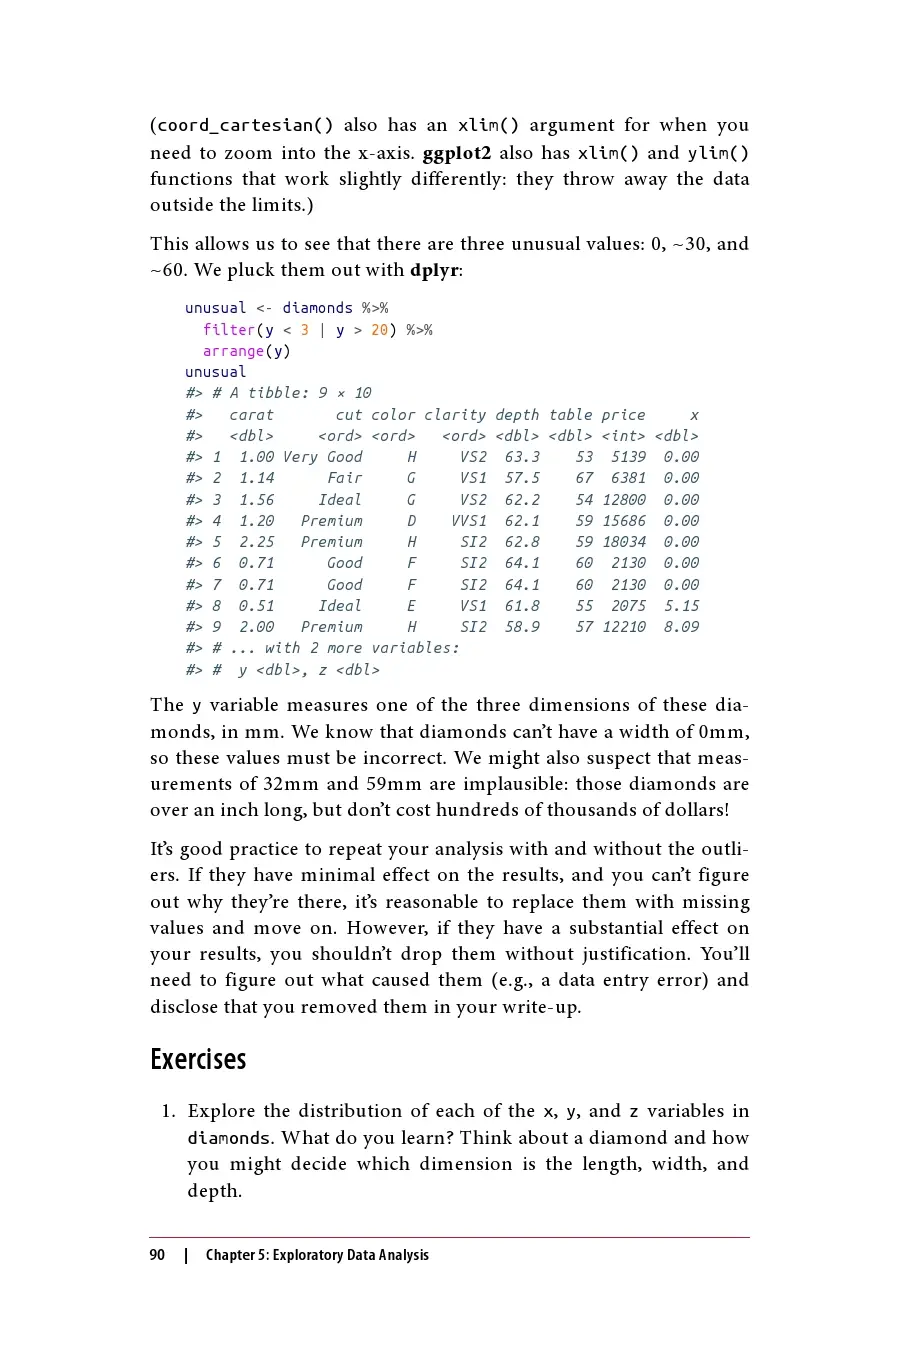 (coord_cartesian() also has an xlim() argument for when you
need to zoom into the x-axis. ggplot2 also has xlim() and ylim()
functions that work slightly differently: they throw away the data
outside the limits.)
This allows us to see that there are three unusual values: 0, ~30, and
~60. We pluck them out with dplyr:
unusual <- diamonds %>%
  filter(y < 3 | y > 20) %>%
  arrange(y)
unusual
#> # A tibble: 9 × 10
#>   carat       cut color clarity depth table price     x
#>   <dbl>     <ord> <ord>   <ord> <dbl> <dbl> <int> <dbl>
#> 1  1.00 Very Good     H     VS2  63.3    53  5139  0.00
#> 2  1.14      Fair     G     VS1  57.5    67  6381  0.00
#> 3  1.56     Ideal     G     VS2  62.2    54 12800  0.00
#> 4  1.20   Premium     D    VVS1  62.1    59 15686  0.00
#> 5  2.25   Premium     H     SI2  62.8    59 18034  0.00
#> 6  0.71      Good     F     SI2  64.1    60  2130  0.00
#> 7  0.71      Good     F     SI2  64.1    60  2130  0.00
#> 8  0.51     Ideal     E     VS1  61.8    55  2075  5.15
#> 9  2.00   Premium     H     SI2  58.9    57 12210  8.09
#> # ... with 2 more variables:
#> #  y <dbl>, z <dbl>
The y variable measures one of the three dimensions of these dia-
monds, in mm. We know that diamonds can’t have a width of 0mm,
so these values must be incorrect. We might also suspect that meas-
urements of 32mm and 59mm are implausible: those diamonds are
over an inch long, but don’t cost hundreds of thousands of dollars!
It’s good practice to repeat your analysis with and without the outli-
ers. If they have minimal effect on the results, and you can’t figure
out why they’re there, it’s reasonable to replace them with missing
values and move on. However, if they have a substantial effect on
your results, you shouldn’t drop them without justification. You’ll
need to figure out what caused them (e.g., a data entry error) and
disclose that you removed them in your write-up.
Exercises
1. Explore the distribution of each of the x, y, and z variables in
diamonds. What do you learn? Think about a diamond and how
you might decide which dimension is the length, width, and
depth.
90 | Chapter 5: Exploratory Data Analysis